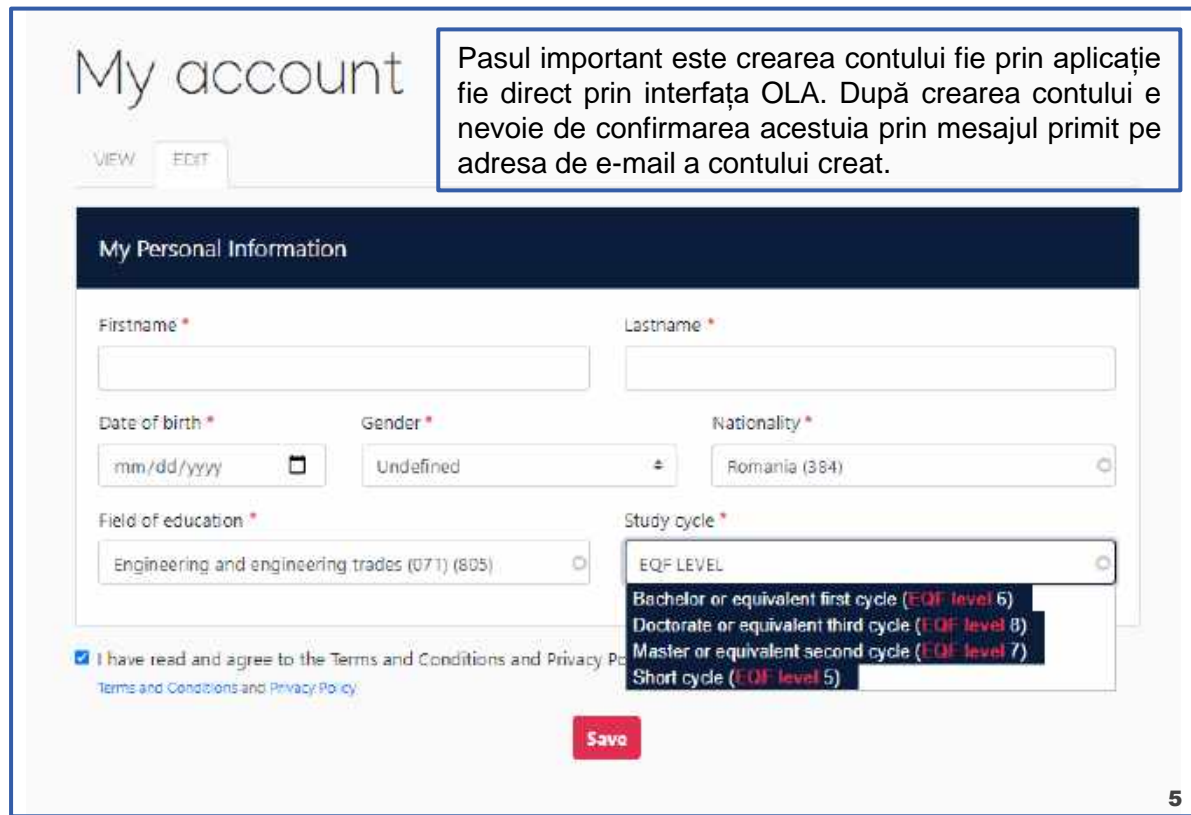 My account
Pasul important este crearea contului fie prin aplicație
fie direct prin interfața OLA. După crearea contului e
nevoie de confirmarea acestuia prin mesajul primit pe
adresa de e-mail a contului creat.
VIEW EDIT
My Personal Information
Firstname * Lastname *
Date of birth * Gender * Nationality *
mm/dd/yyyy Undefined Romania (384)
Field of education * Study cycle *
Engineering and engineering trades (071) (805) EQF LEVEL
Bachelor or equivalent first cycle (EQF level 6)
Doctorate or equivalent third cycle (EQF level 8)
Master or equivalent second cycle (EQF level 7)
Short cycle (EQF level 5)
I have read and agree to the Terms and Conditions and Privacy Po
Terms and Conditions and Privacy Policy
Save
5